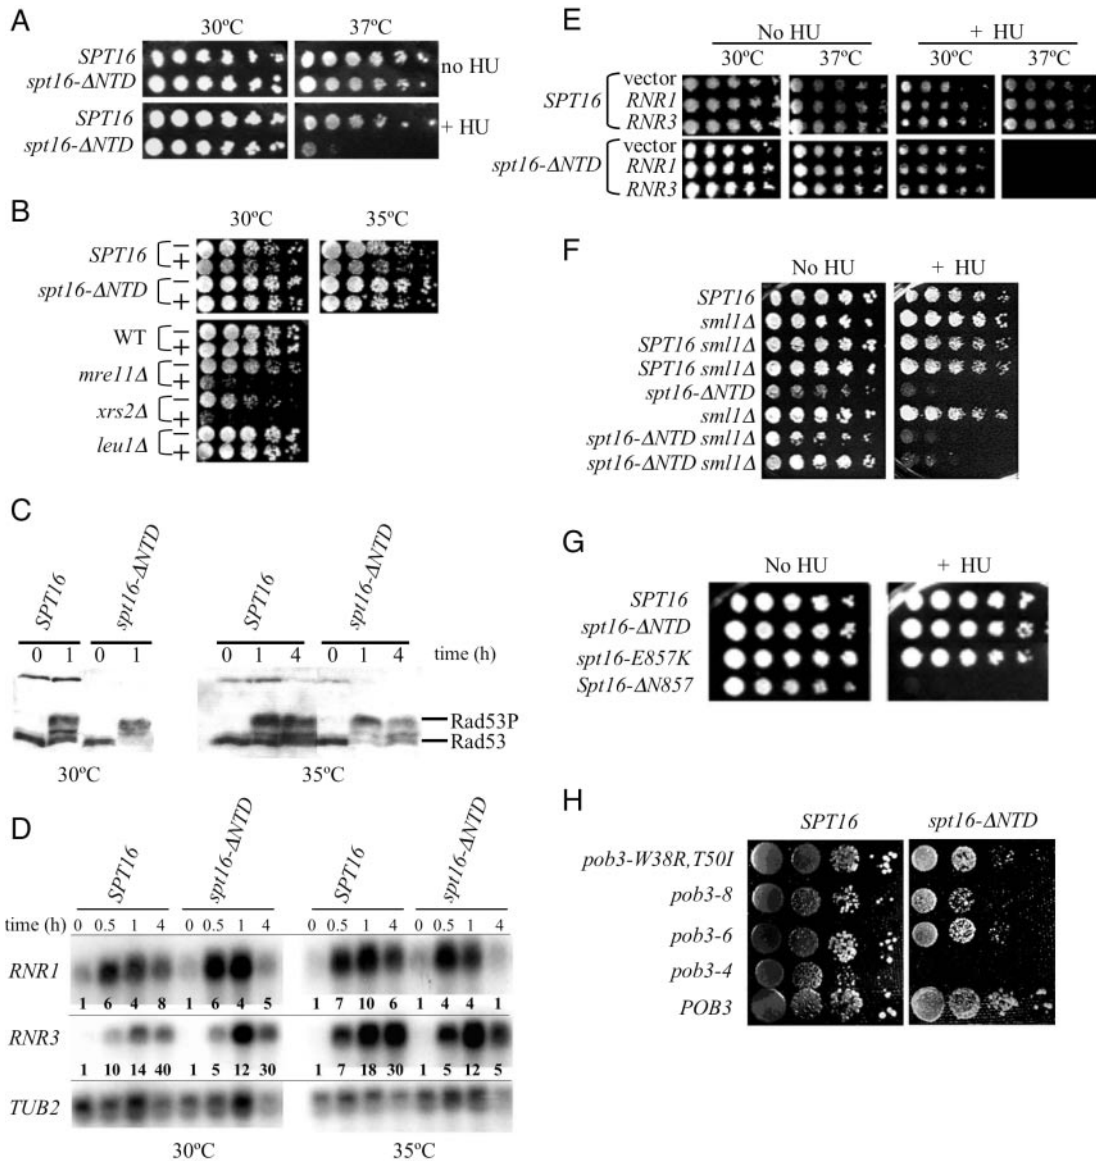 A
30ºC 37ºC
SPT16
spt16-ΔNTD
no HU
SPT16
spt16-ΔNTD
+ HU
B
30ºC 35ºC
SPT16 − +
spt16-ΔNTD − +
WT − +
mre11Δ − +
xrs2Δ − +
leu1Δ − +
C
SPT16 spt16-ΔNTD SPT16 spt16-ΔNTD
0 1 0 1 0 1 4 0 1 4 time (h)
Rad53P
Rad53
30ºC 35ºC
D
SPT16 spt16-ΔNTD SPT16 spt16-ΔNTD
time (h) 0 0.5 1 4 0 0.5 1 4 0 0.5 1 4 0 0.5 1 4
RNR1
1 6 4 8 1 6 4 5 1 7 10 6 1 4 4 1
RNR3
1 10 14 40 1 5 12 30 1 7 18 30 1 5 12 5
TUB2
30ºC 35ºC
E
No HU + HU
30ºC 37ºC 30ºC 37ºC
SPT16
vector
RNR1
RNR3
spt16-ΔNTD
vector
RNR1
RNR3
F
No HU + HU
SPT16
sml1Δ
SPT16 sml1Δ
SPT16 sml1Δ
spt16-ΔNTD
sml1Δ
spt16-ΔNTD sml1Δ
spt16-ΔNTD sml1Δ
G
No HU + HU
SPT16
spt16-ΔNTD
spt16-E857K
Spt16-ΔN857
H
SPT16 spt16-ΔNTD
pob3-W38R,T50I
pob3-8
pob3-6
pob3-4
POB3